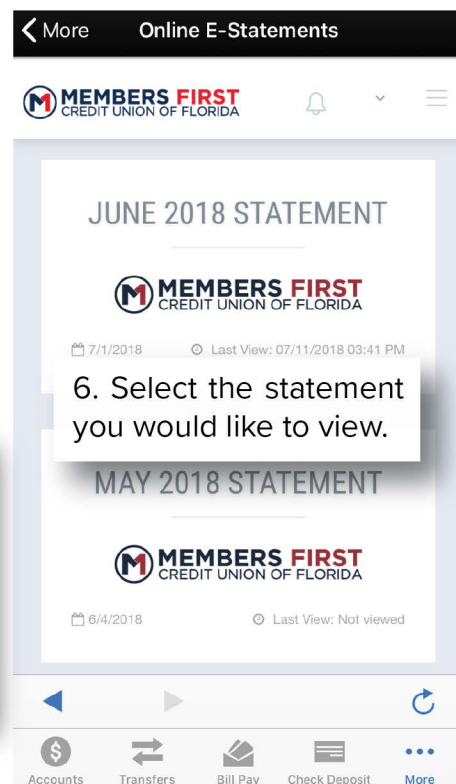 More Online E-Statements
M MEMBERS FIRST
CREDIT UNION OF FLORIDA
JUNE 2018 STATEMENT
M MEMBERS FIRST
CREDIT UNION OF FLORIDA
7/1/2018 Last View: 07/11/2018 03:41 PM
6. Select the statement
you would like to view.
MAY 2018 STATEMENT
M MEMBERS FIRST
CREDIT UNION OF FLORIDA
6/4/2018 Last View: Not viewed
$
Accounts Transfers Bill Pay Check Deposit More